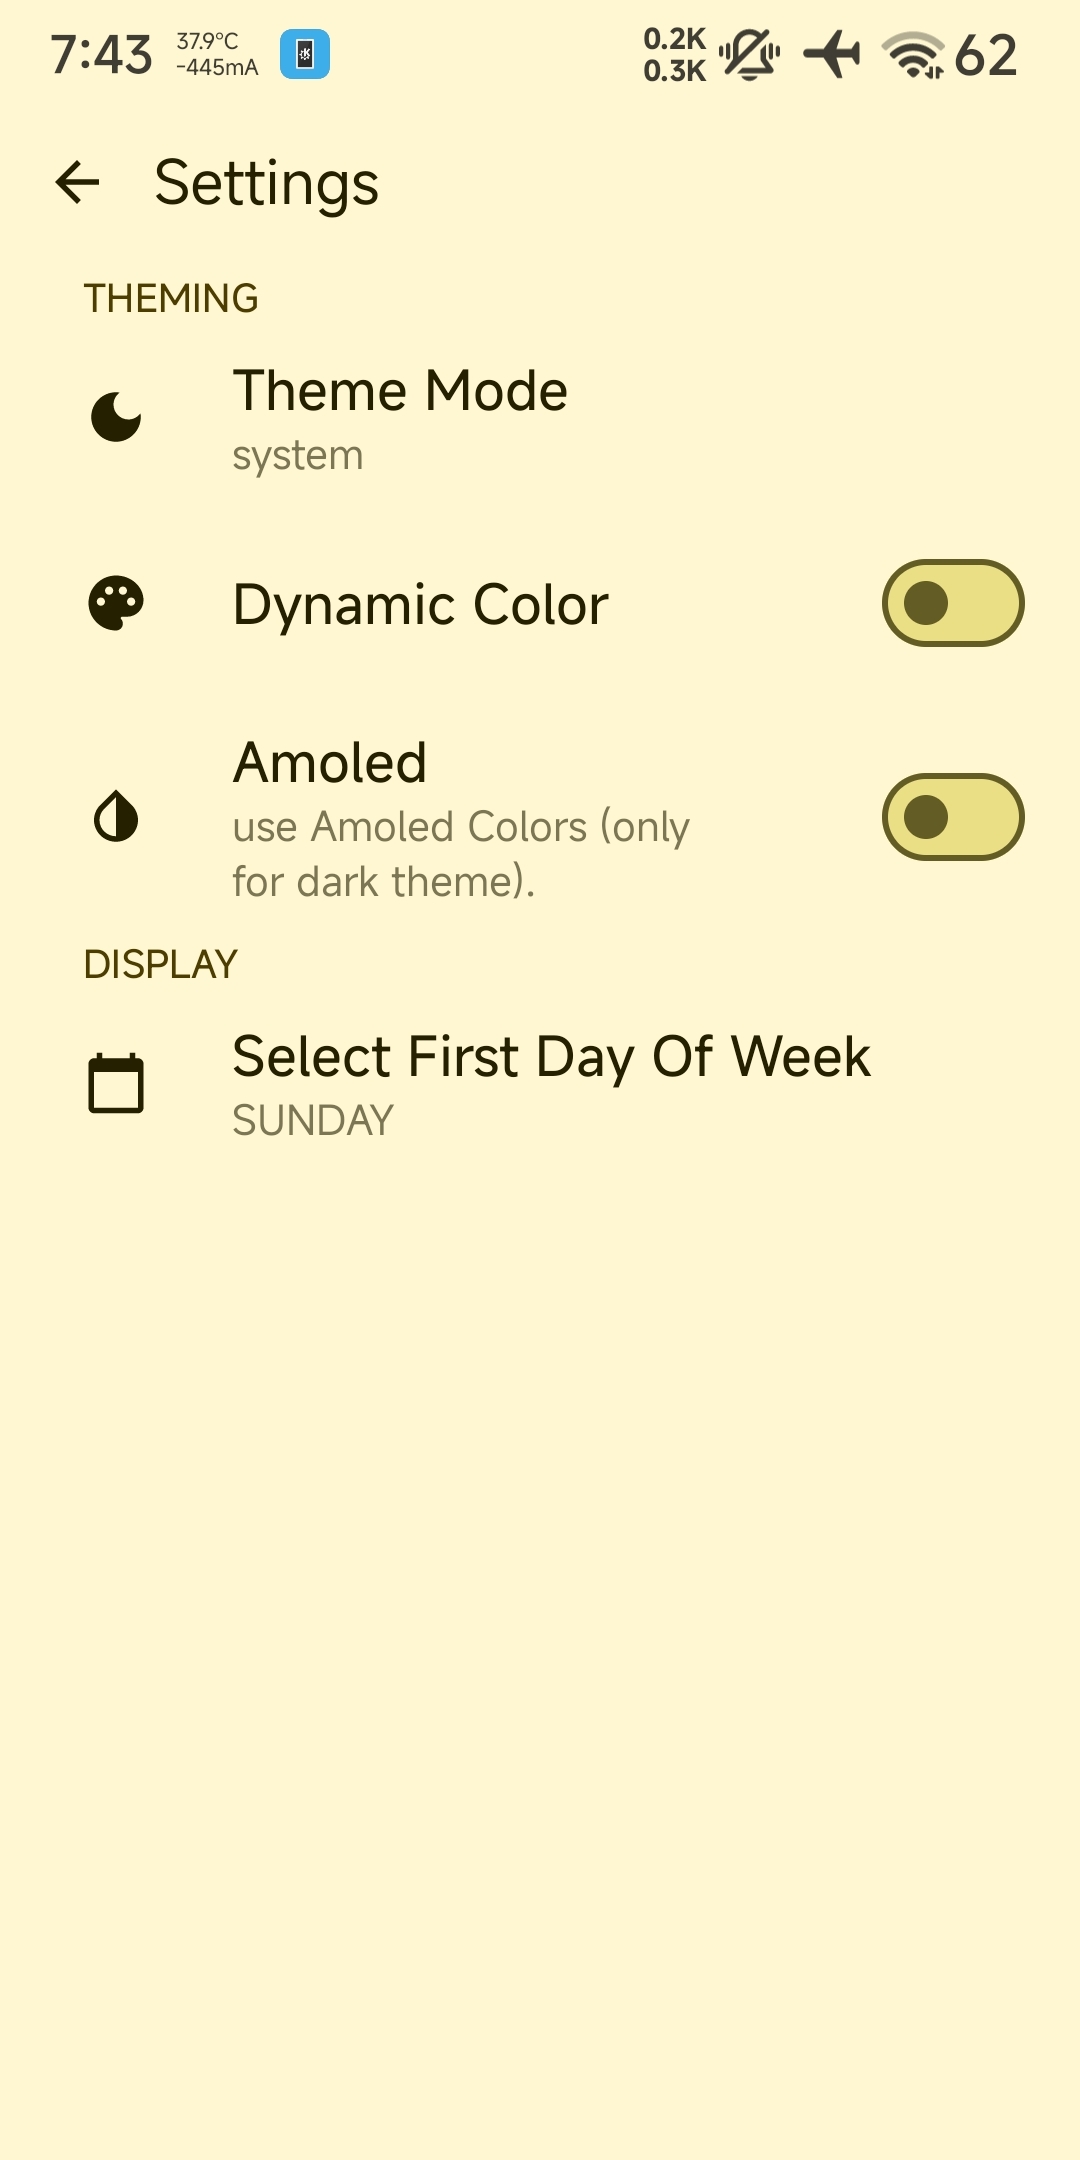 7:43
37.9°C
-445mA
0.2K
0.3K
62
Settings
THEMING
Theme Mode
system
Dynamic Color
Amoled
use Amoled Colors (only
for dark theme).
DISPLAY
Select First Day Of Week
SUNDAY